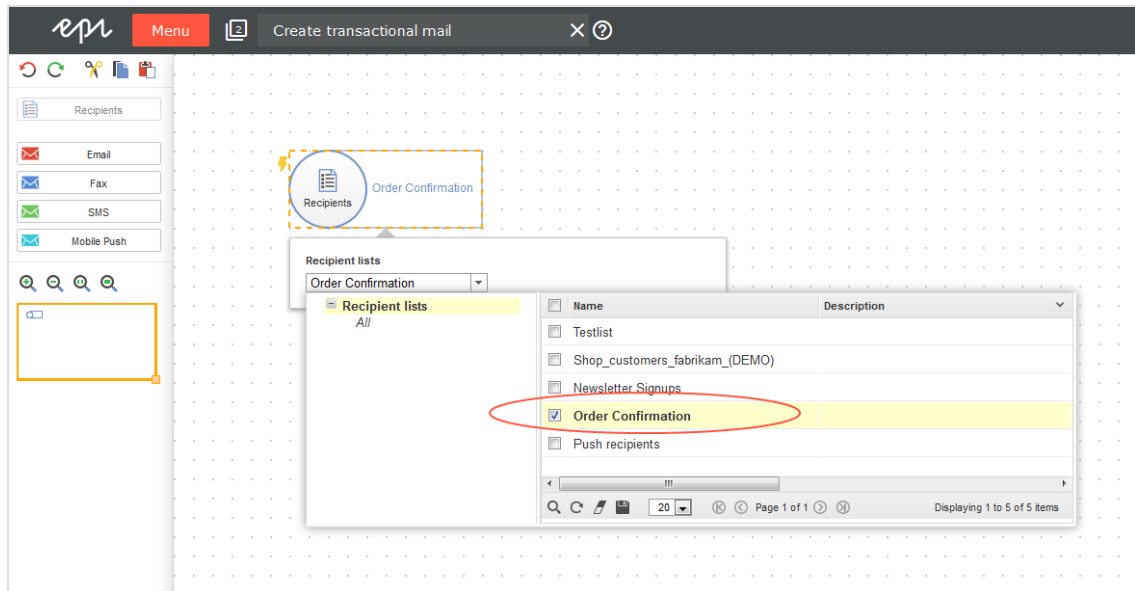 epi Menu 2 Create transactional mail
Recipients
Email
Fax
SMS
Mobile Push
Recipients Order Confirmation
Recipient lists
Order Confirmation
Recipient lists
All
Name Description
Testlist
Shop_customers_fabrikam_(DEMO)
Newsletter Signups
Order Confirmation
Push recipients
20 Page 1 of 1 Displaying 1 to 5 of 5 items